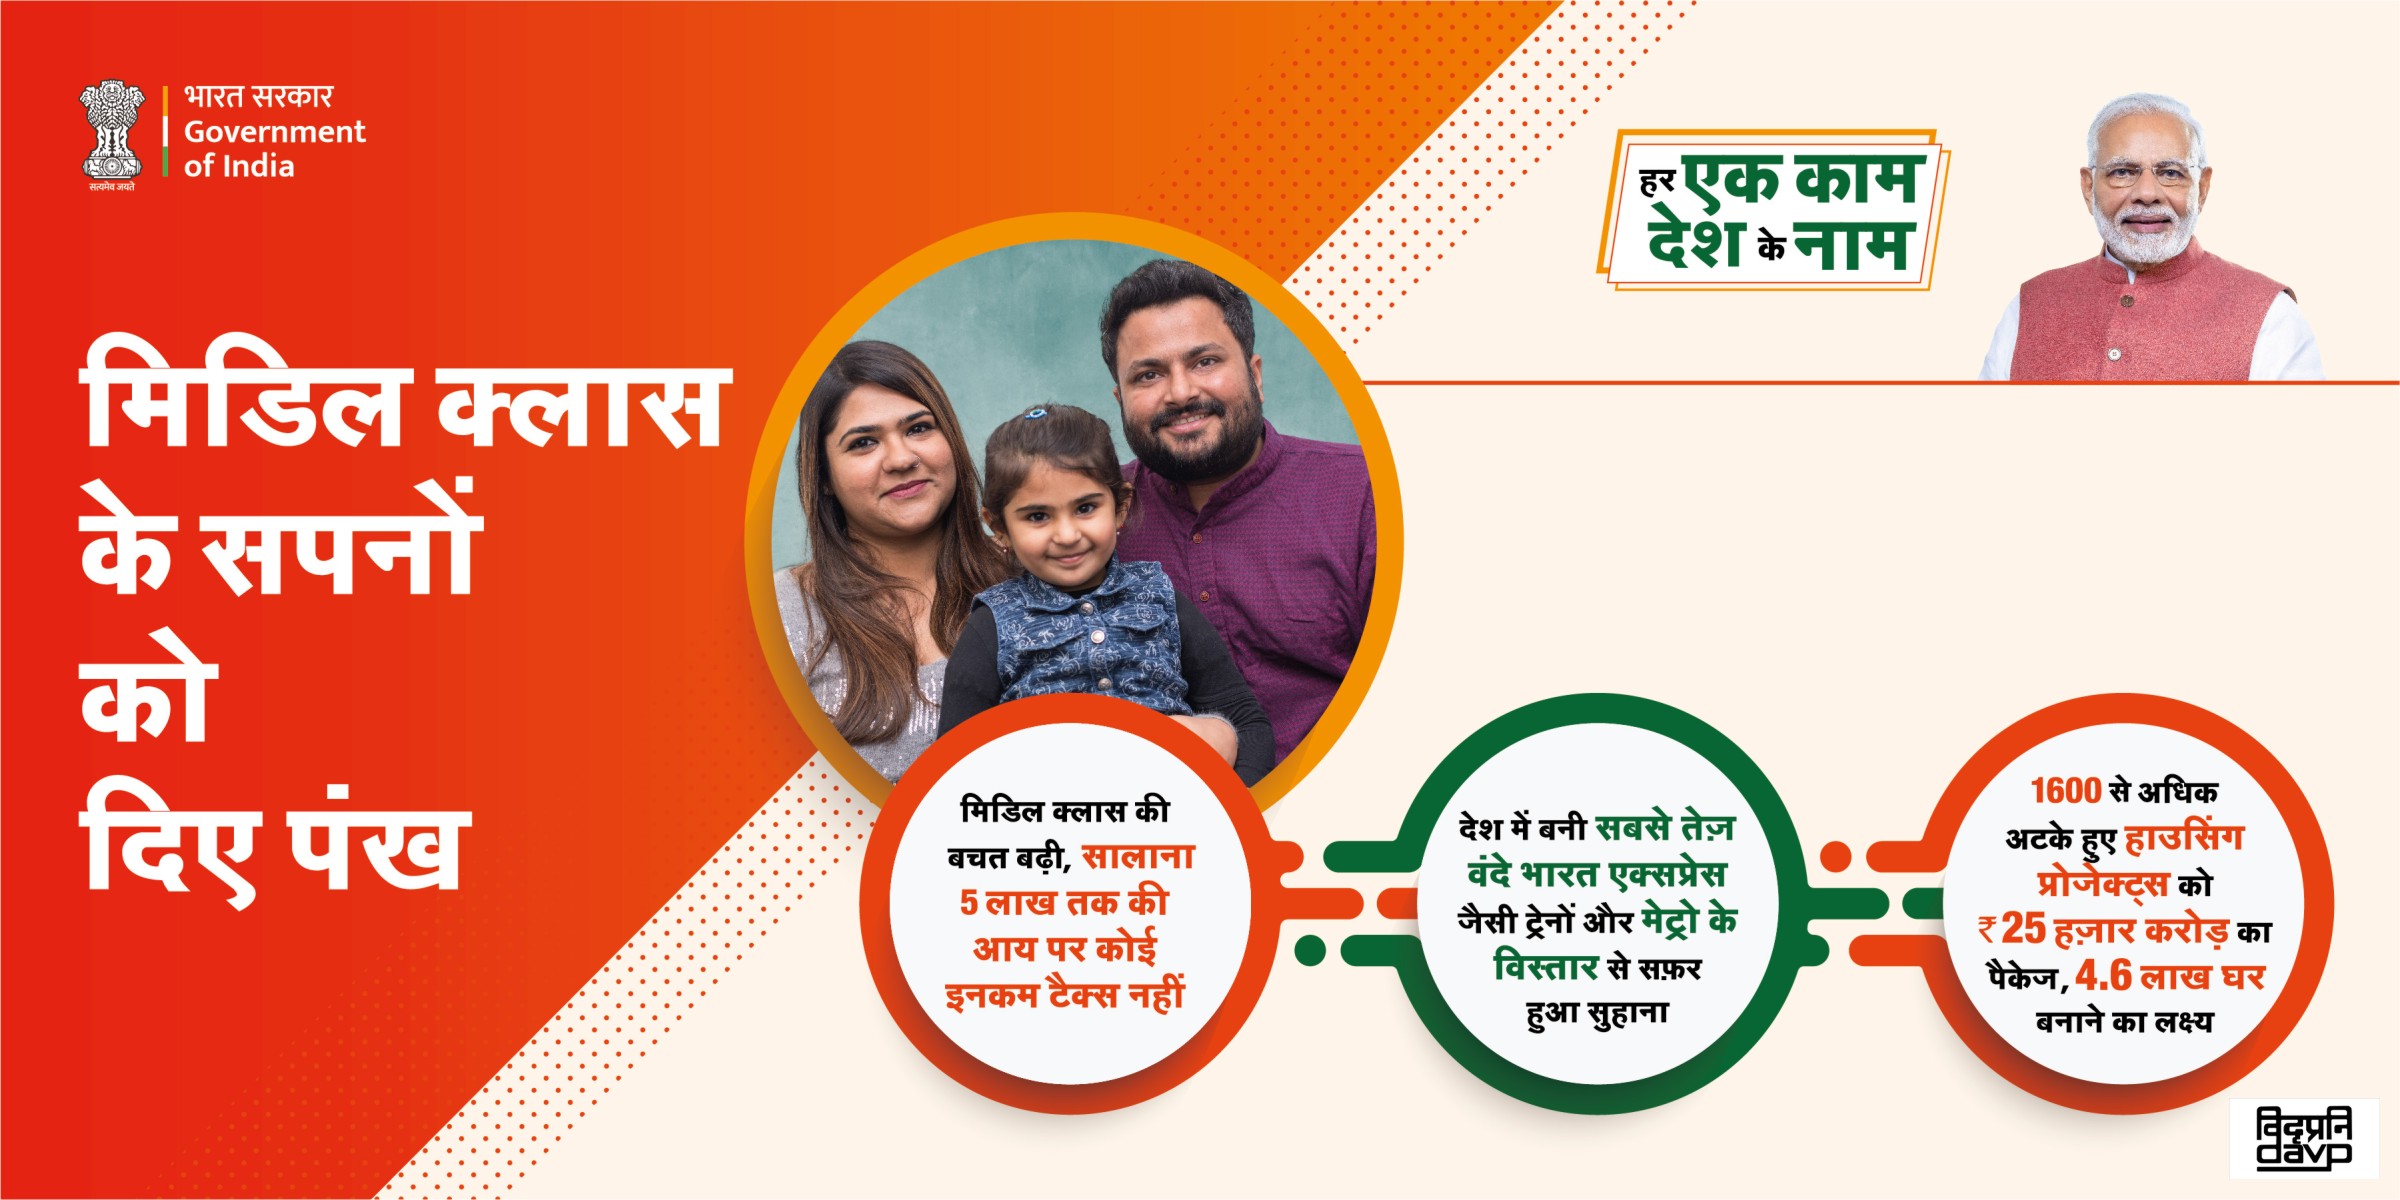 भारत सरकार
Government
of India
सत्यमेव जयते
हर एक काम
देश के नाम
मिडिल क्लास
के सपनों
को
दिए पंख
मिडिल क्लास की
बचत बढ़ी, सालाना
5 लाख तक की
आय पर कोई
इनकम टैक्स नहीं
देश में बनी सबसे तेज़
वंदे भारत एक्सप्रेस
जैसी ट्रेनों और मेट्रो के
विस्तार से सफ़र
हुआ सुहाना
1600 से अधिक
अटके हुए हाउसिंग
प्रोजेक्ट्स को
₹25 हज़ार करोड़ का
पैकेज, 4.6 लाख घर
बनाने का लक्ष्य
विदृप्रनि
davp